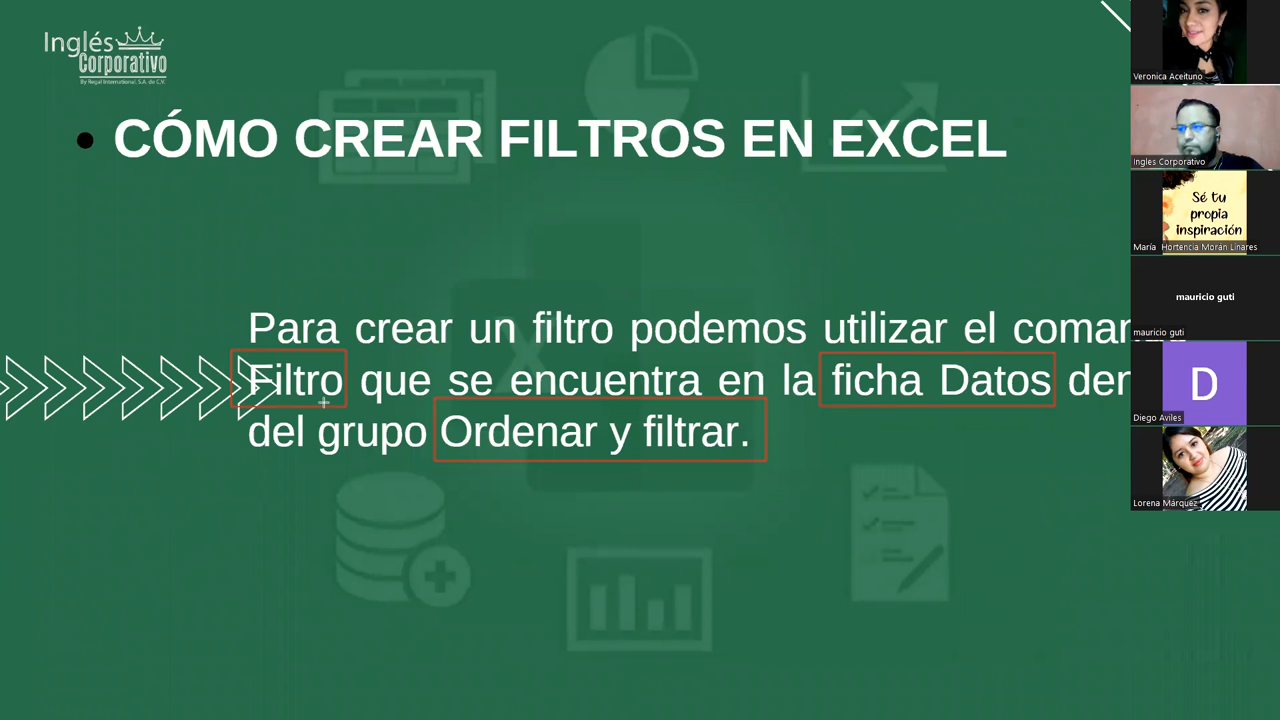 Inglés
Corporativo
By Regal International, S.A. de C.V.
• CÓMO CREAR FILTROS EN EXCEL
Para crear un filtro podemos utilizar el comar
Filtro que se encuentra en la ficha Datos der
del grupo Ordenar y filtrar.
Veronica Aceituno
Ingles Corporativo
Sé tu
propia
inspiración
María Hortencia Morán Linares
mauricio guti
mauricio guti
D
Diego Aviles
Lorena Márquez